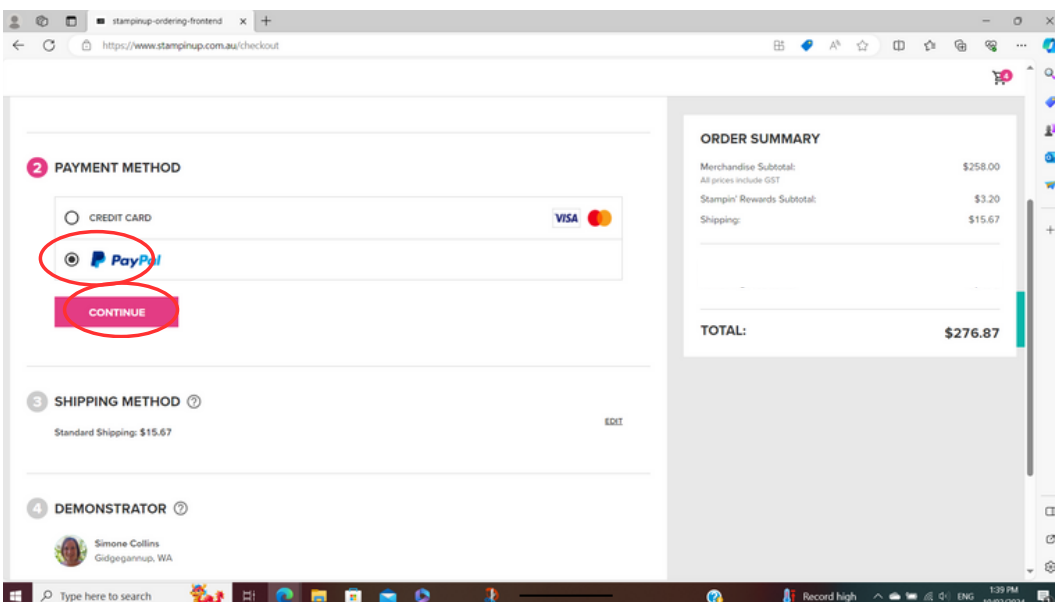 stampinup-ordering-frontend
https://www.stampinup.com.au/checkout
4
2 PAYMENT METHOD
CREDIT CARD VISA
PayPal
CONTINUE
3 SHIPPING METHOD ?
Standard Shipping: $15.67 EDIT
4 DEMONSTRATOR ?
Simone Collins
Gidgegannup, WA
ORDER SUMMARY
Merchandise Subtotal: $258.00
All prices include GST
Stampin' Rewards Subtotal: $3.20
Shipping: $15.67
TOTAL: $276.87
Type here to search
Record high
ENG
1:39 PM